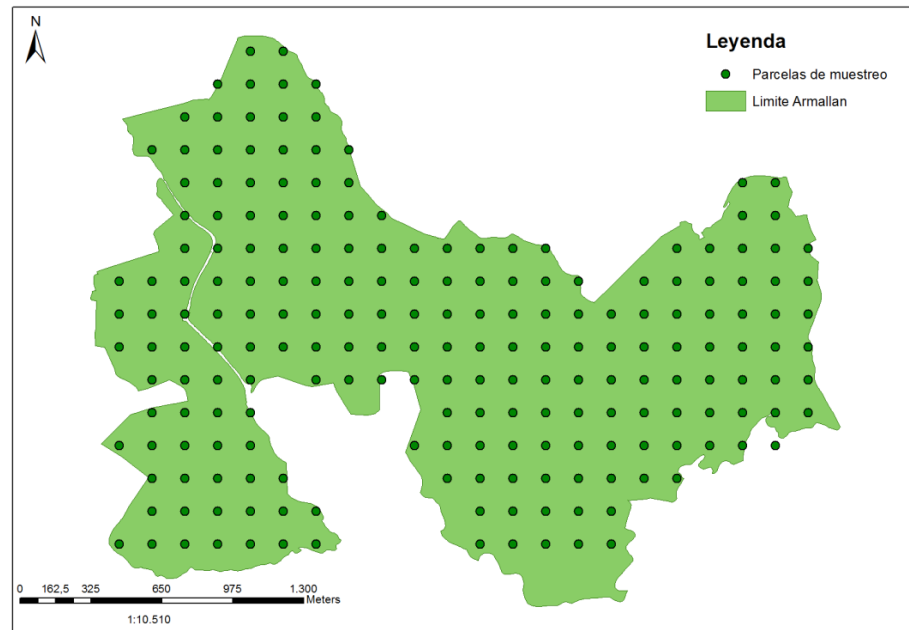 N
Leyenda
Parcelas de muestreo
Limite Armallan
0 162,5 325 650 975 1.300
Meters
1:10.510